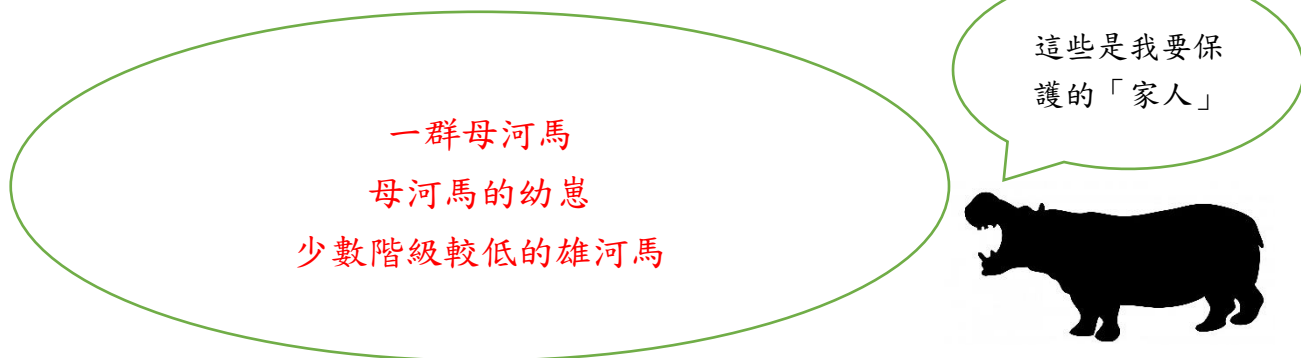 這些是我要保
護的「家人」
一群母河馬
母河馬的幼崽
少數階級較低的雄河馬